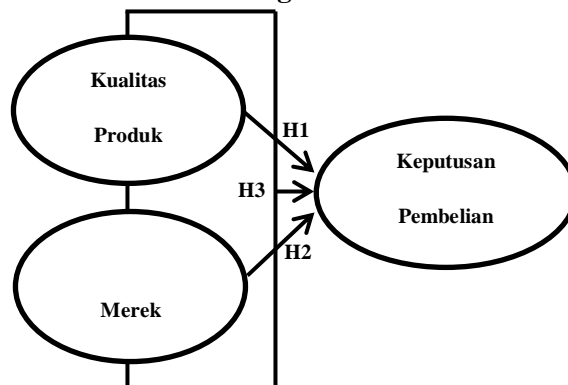 Kualitas
Produk
H1
Keputusan
Pembelian
H3
H2
Merek